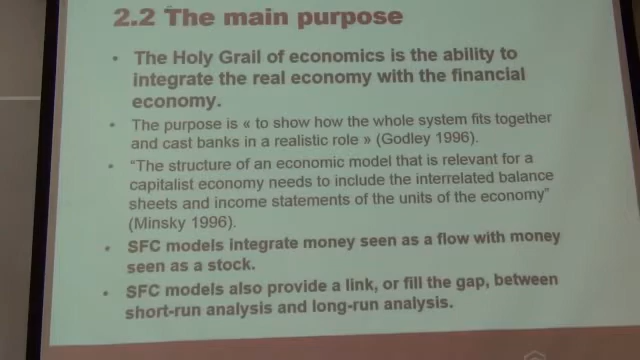 2.2 The main purpose
• The Holy Grail of economics is the ability to
integrate the real economy with the financial
economy.
• The purpose is « to show how the whole system fits together
and cast banks in a realistic role » (Godley 1996).
• "The structure of an economic model that is relevant for a
capitalist economy needs to include the interrelated balance
sheets and income statements of the units of the economy"
(Minsky 1996).
• SFC models integrate money seen as a flow with money
seen as a stock.
• SFC models also provide a link, or fill the gap, between
short-run analysis and long-run analysis.